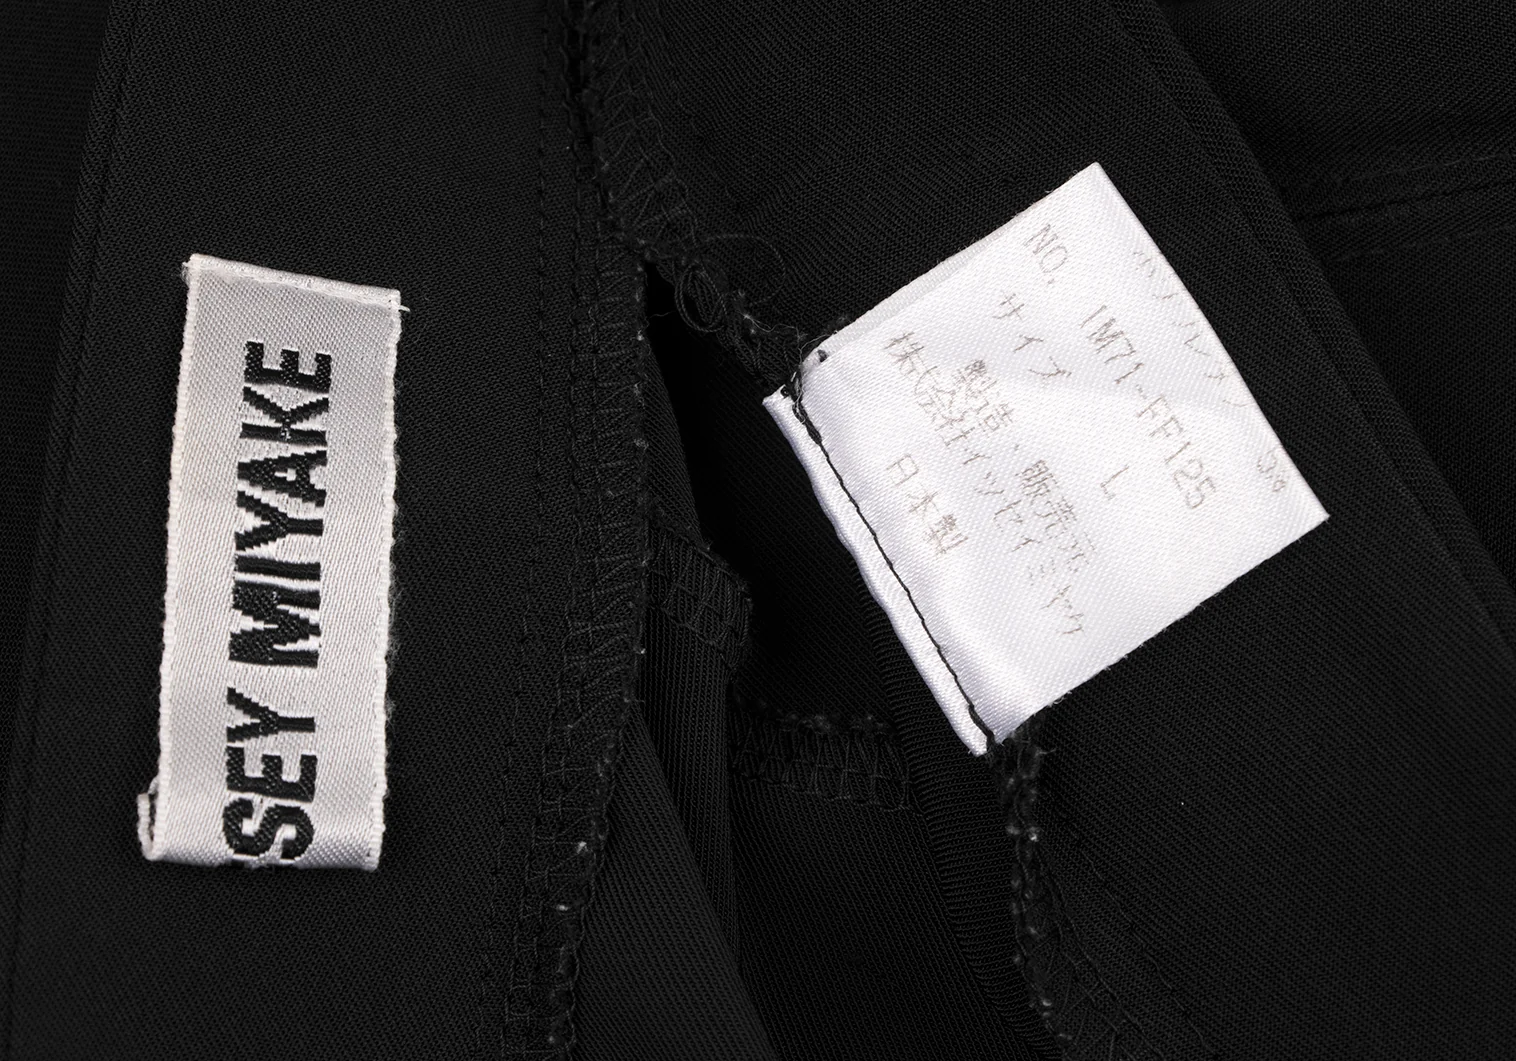 SEY MIYAKE
5%
NO. IM71-FF125
サイズ L
製造、販売元
株式会社イッセイミヤケ
日本製